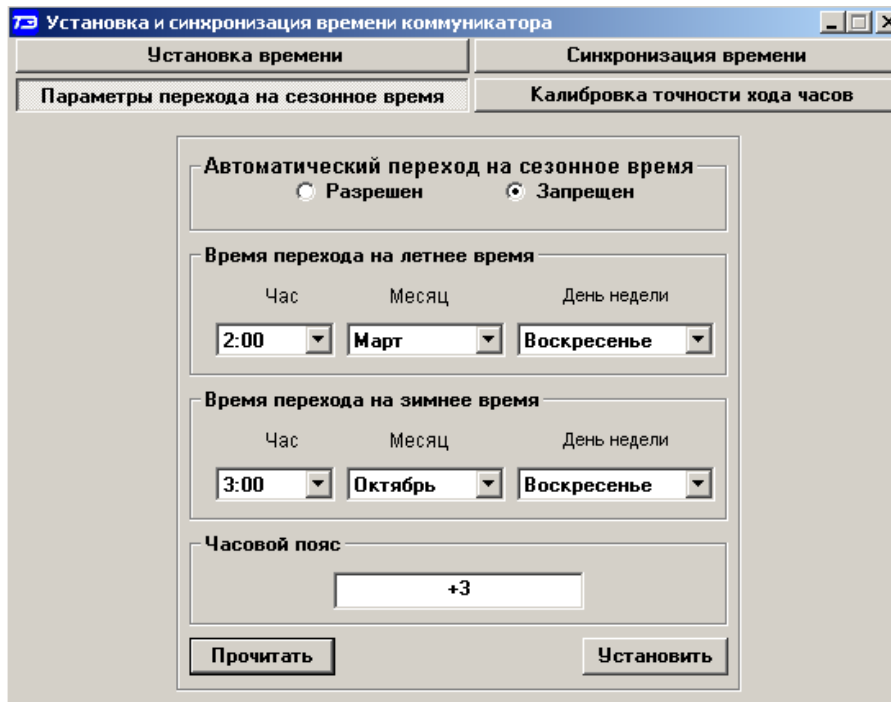 ТЭ Установка и синхронизация времени коммуникатора
Установка времени Синхронизация времени
Параметры перехода на сезонное время Калибровка точности хода часов
Автоматический переход на сезонное время
Разрешен Запрещен
Время перехода на летнее время
Час Месяц День недели
2:00 Март Воскресенье
Время перехода на зимнее время
Час Месяц День недели
3:00 Октябрь Воскресенье
Часовой пояс
+3
Прочитать Установить